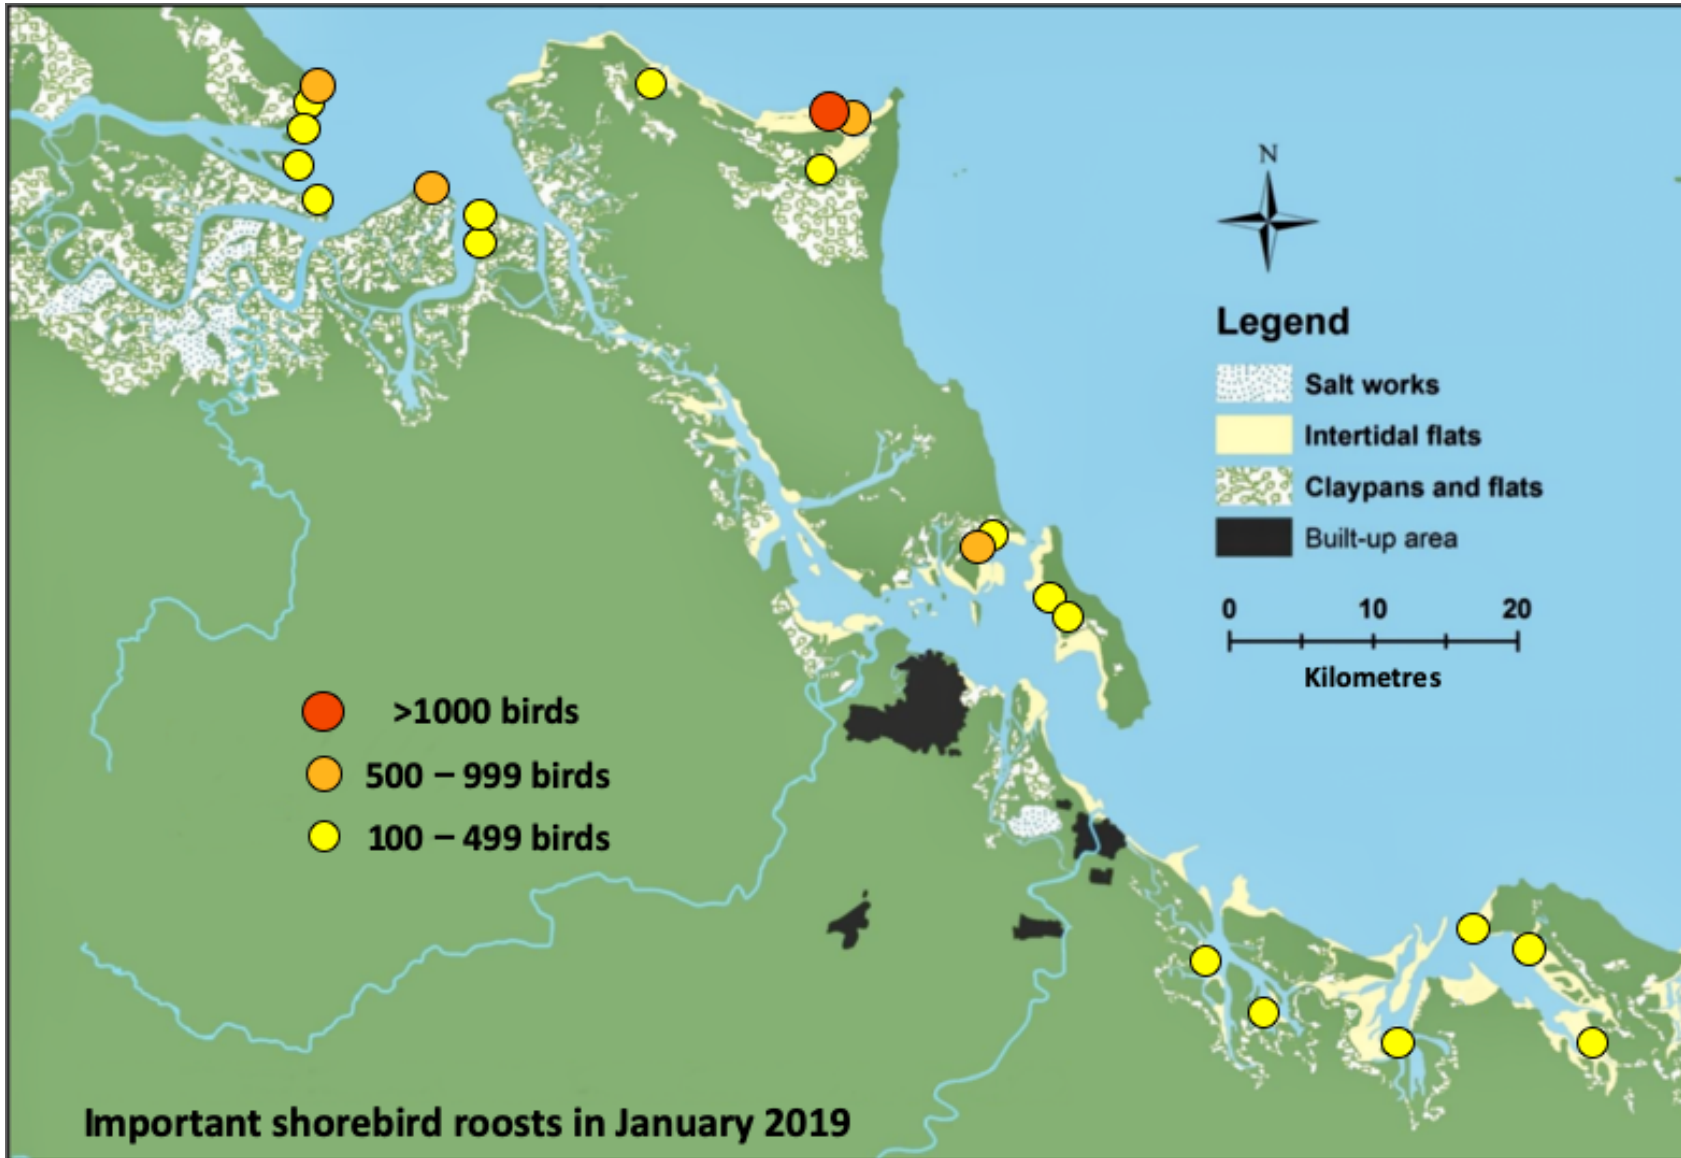 N
Legend
Salt works
Intertidal flats
Claypans and flats
Built-up area
0 10 20
Kilometres
>1000 birds
500 – 999 birds
100 – 499 birds
Important shorebird roosts in January 2019